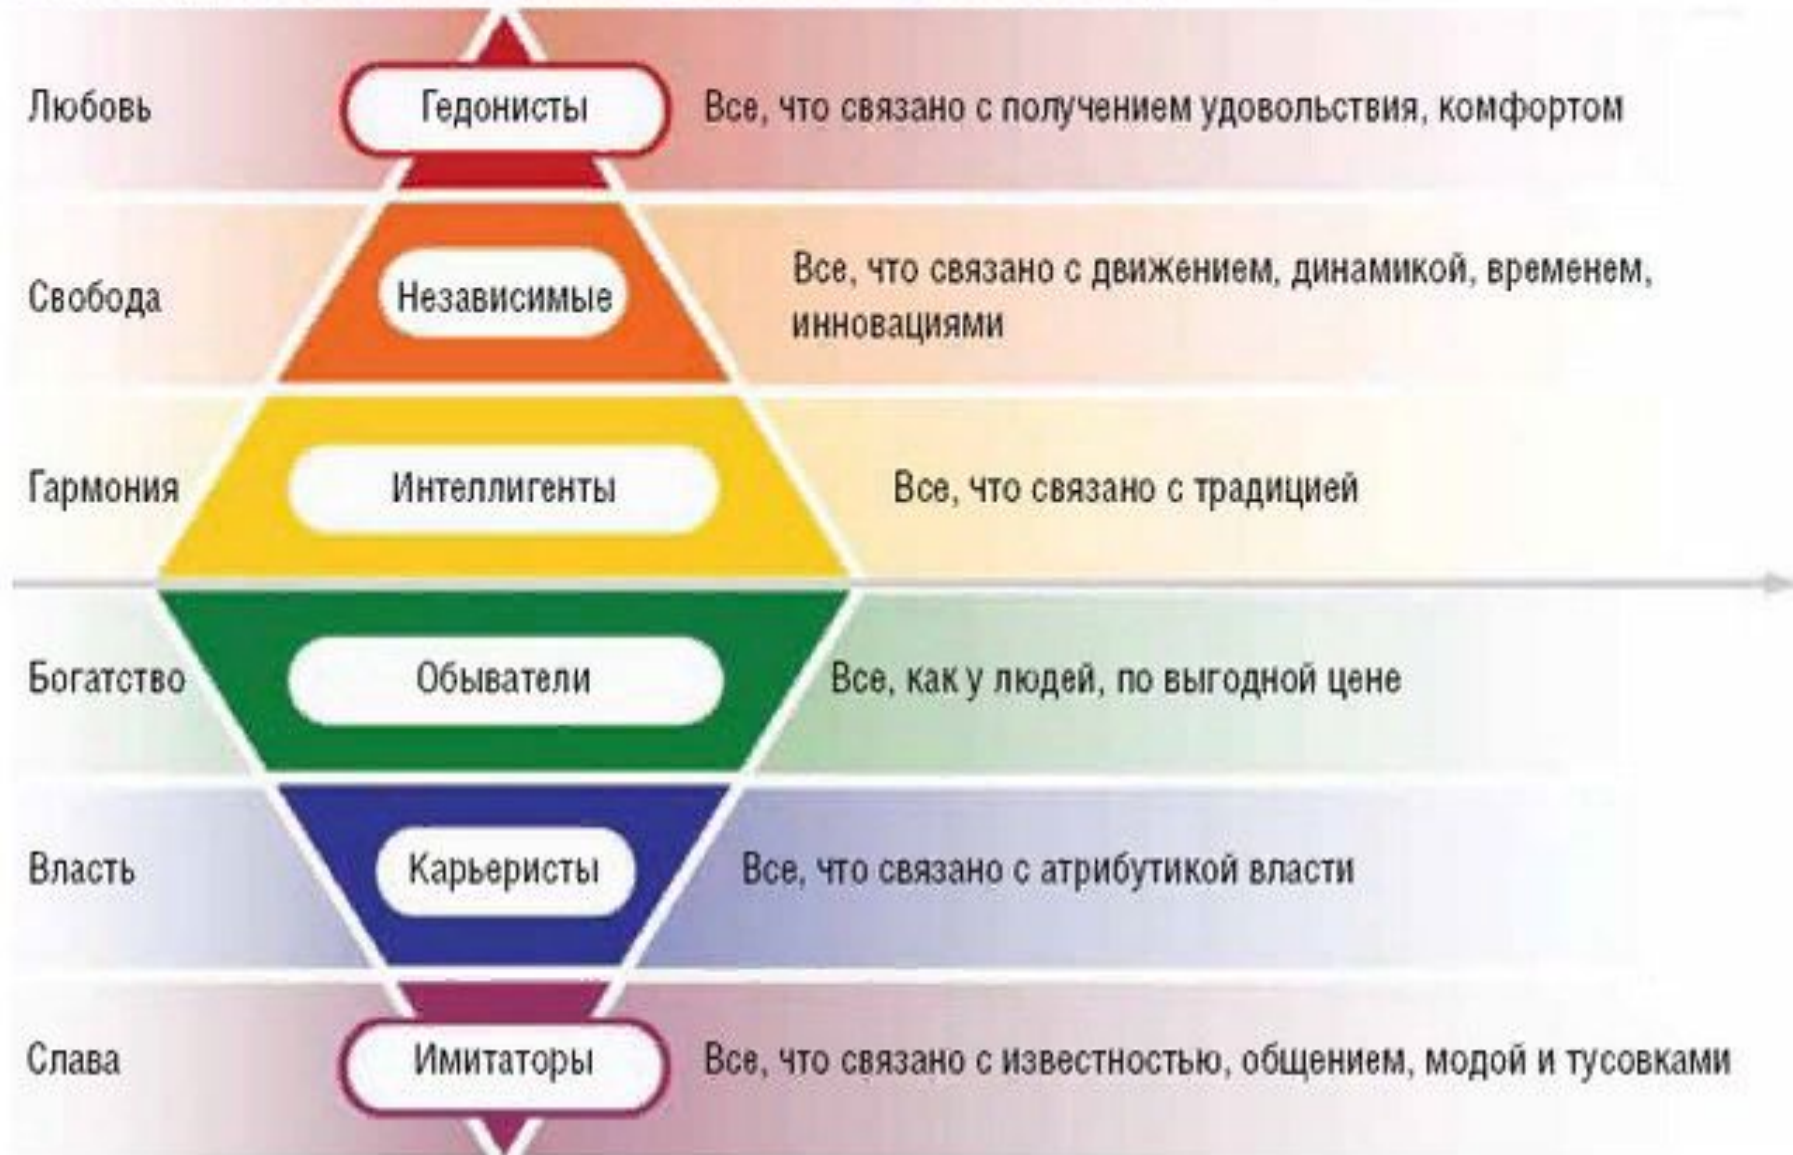 Любовь
Гедонисты
Все, что связано с получением удовольствия, комфортом
Свобода
Независимые
Все, что связано с движением, динамикой, временем,
инновациями
Гармония
Интеллигенты
Все, что связано с традицией
Богатство
Обыватели
Все, как у людей, по выгодной цене
Власть
Карьеристы
Все, что связано с атрибутикой власти
Слава
Имитаторы
Все, что связано с известностью, общением, модой и тусовками